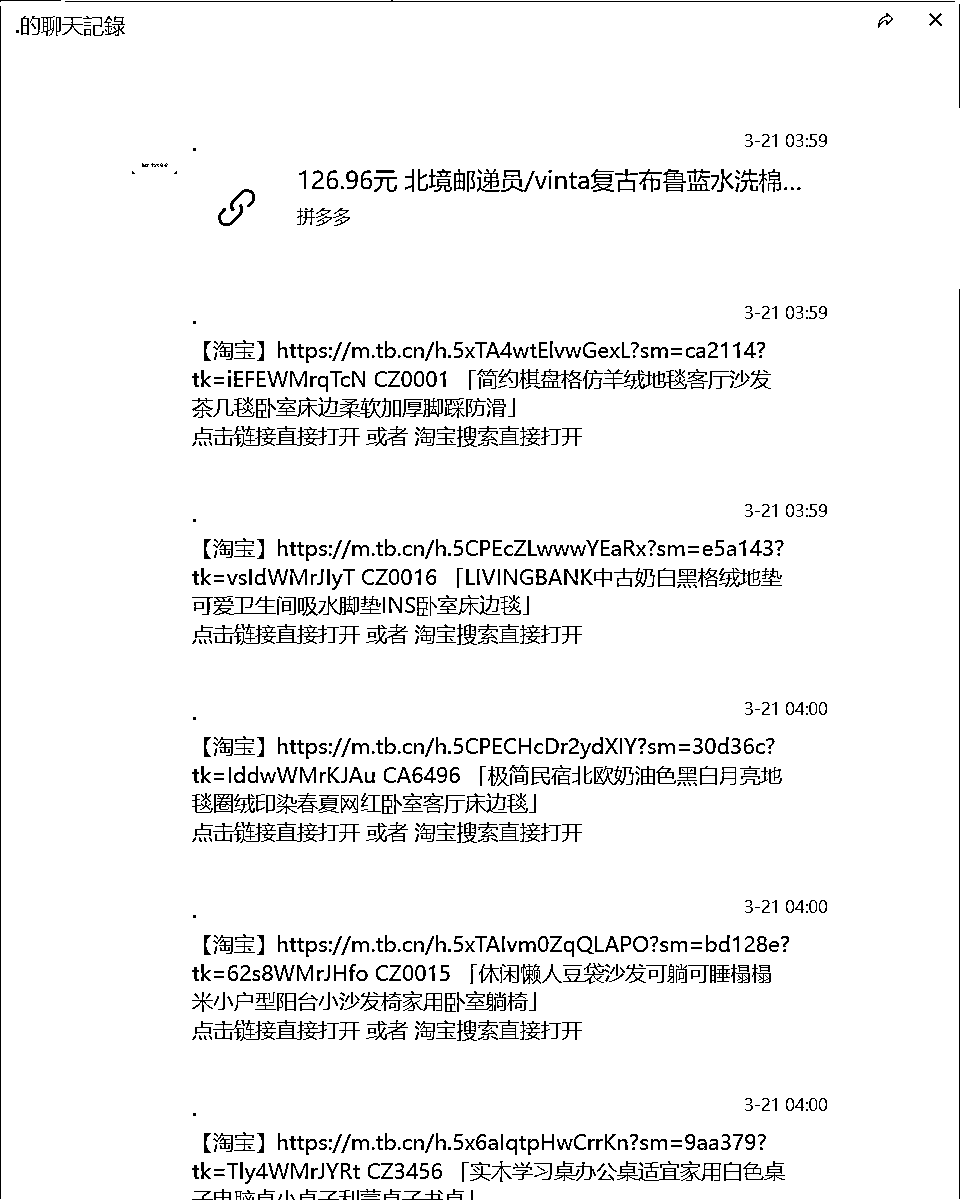 .的聊天記錄
.
3-21 03:59
126.96元 北境邮递员/vinta复古布鲁蓝水洗棉...
拼多多
.
3-21 03:59
【淘宝】https://m.tb.cn/h.5xTA4wtElvwGexL?sm=ca2114?
tk=iEFEWMrqTcN CZ0001 「简约棋盘格仿羊绒地毯客厅沙发
茶几毯卧室床边柔软加厚脚踩防滑」
点击链接直接打开 或者 淘宝搜索直接打开
.
3-21 03:59
【淘宝】https://m.tb.cn/h.5CPEcZLwwwYEaRx?sm=e5a143?
tk=vsIdWMrJIyT CZ0016 「LIVINGBANK中古奶白黑格绒地垫
可爱卫生间吸水脚垫INS卧室床边毯」
点击链接直接打开 或者 淘宝搜索直接打开
.
3-21 04:00
【淘宝】https://m.tb.cn/h.5CPECHcDr2ydXIY?sm=30d36c?
tk=IddwWMrKJAu CA6496 「极简民宿北欧奶油色黑白月亮地
毯圈绒印染春夏网红卧室客厅床边毯」
点击链接直接打开 或者 淘宝搜索直接打开
.
3-21 04:00
【淘宝】https://m.tb.cn/h.5xTAIvm0ZqQLAPO?sm=bd128e?
tk=62s8WMrJHfo CZ0015 「休闲懒人豆袋沙发可躺可睡榻榻
米小户型阳台小沙发椅家用卧室躺椅」
点击链接直接打开 或者 淘宝搜索直接打开
.
3-21 04:00
【淘宝】https://m.tb.cn/h.5x6aIqtpHwCrrKn?sm=9aa379?
tk=Tly4WMrJYRt CZ3456 「实木学习桌办公桌适宜家用白色桌
子电脑桌小桌子利蒙桌子书桌」